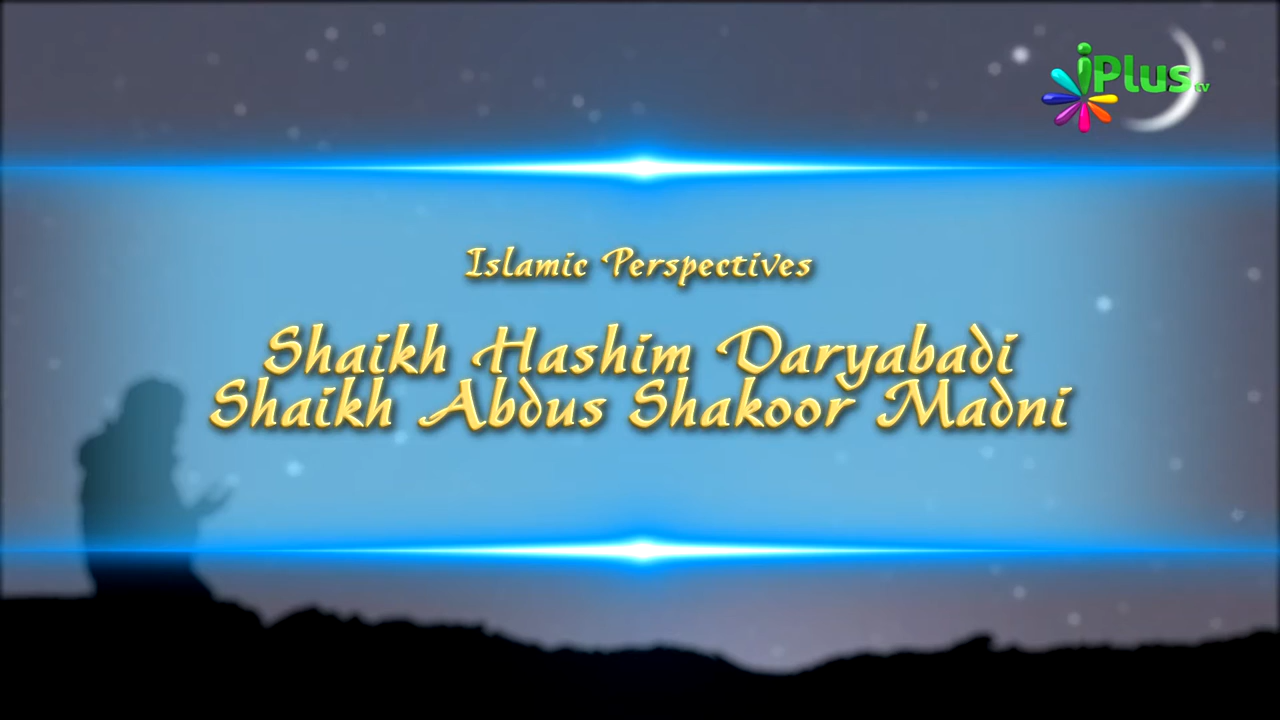 iPlus tv
Islamic Perspectives
Shaikh Hashim Daryabadi
Shaikh Abdus Shakoor Madni